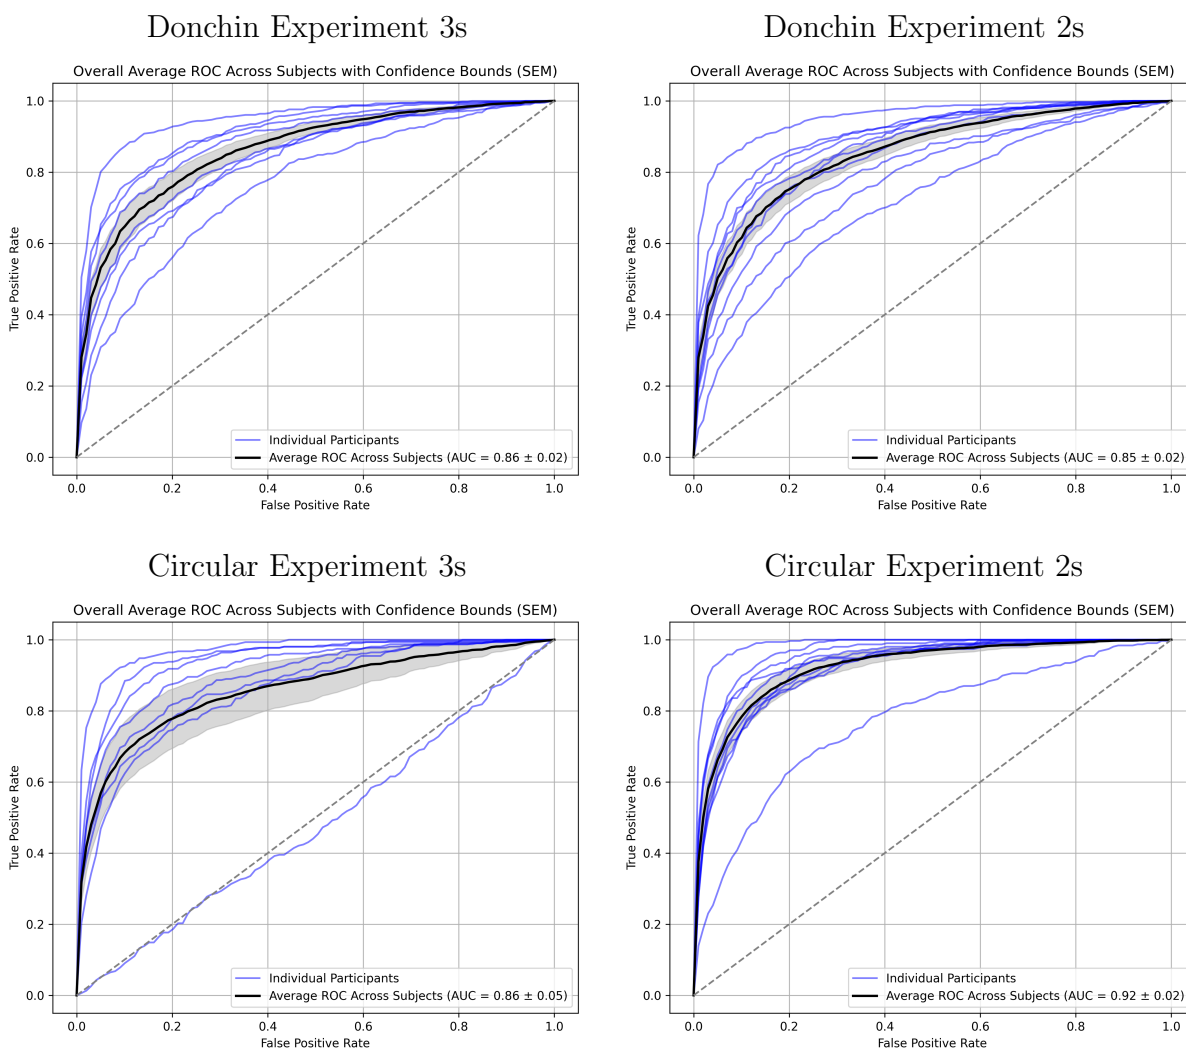 Donchin Experiment 3s
Overall Average ROC Across Subjects with Confidence Bounds (SEM)
True Positive Rate
1.0
0.8
0.6
0.4
0.2
0.0
Individual Participants
Average ROC Across Subjects (AUC = 0.86 ± 0.02)
0.0 0.2 0.4 0.6 0.8 1.0
False Positive Rate
Donchin Experiment 2s
Overall Average ROC Across Subjects with Confidence Bounds (SEM)
True Positive Rate
1.0
0.8
0.6
0.4
0.2
0.0
Individual Participants
Average ROC Across Subjects (AUC = 0.85 ± 0.02)
0.0 0.2 0.4 0.6 0.8 1.0
False Positive Rate
Circular Experiment 3s
Overall Average ROC Across Subjects with Confidence Bounds (SEM)
True Positive Rate
1.0
0.8
0.6
0.4
0.2
0.0
Individual Participants
Average ROC Across Subjects (AUC = 0.86 ± 0.05)
0.0 0.2 0.4 0.6 0.8 1.0
False Positive Rate
Circular Experiment 2s
Overall Average ROC Across Subjects with Confidence Bounds (SEM)
True Positive Rate
1.0
0.8
0.6
0.4
0.2
0.0
Individual Participants
Average ROC Across Subjects (AUC = 0.92 ± 0.02)
0.0 0.2 0.4 0.6 0.8 1.0
False Positive Rate